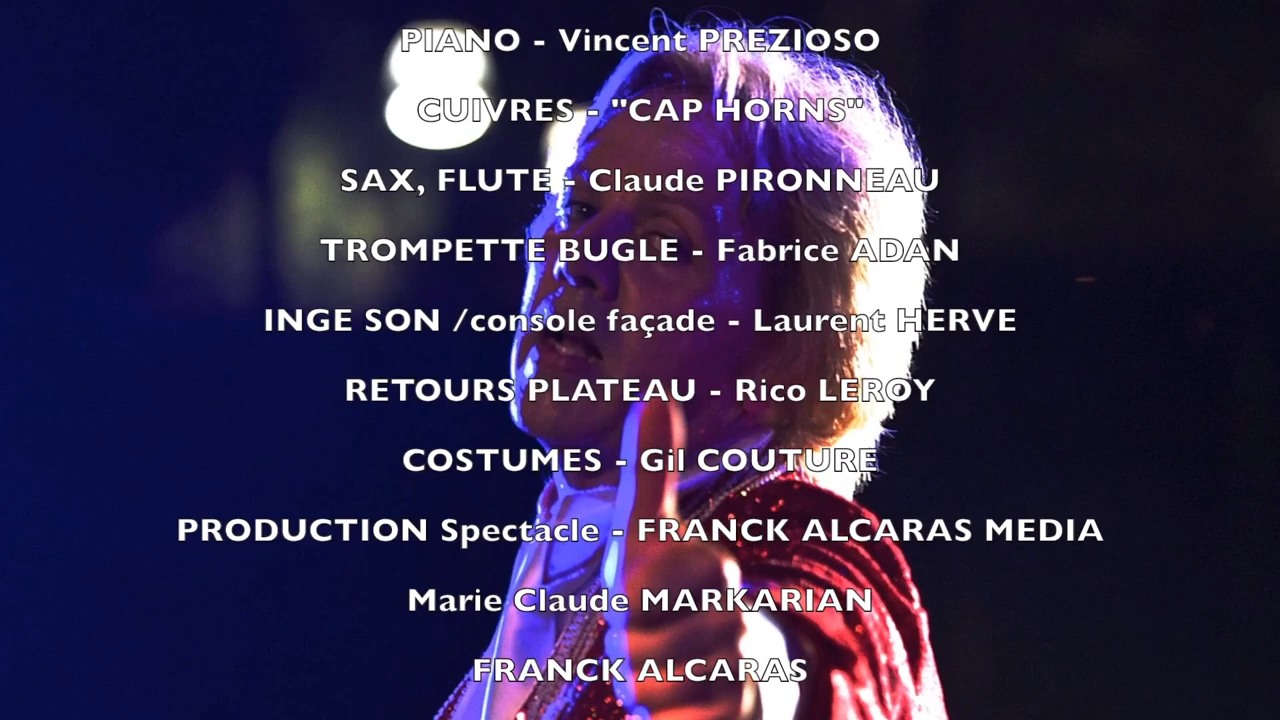 PIANO - Vincent PREZIOSO
CUIVRES - "CAP HORNS"
SAX, FLUTE - Claude PIRONNEAU
TROMPETTE BUGLE - Fabrice ADAN
INGE SON /console façade - Laurent HERVE
RETOURS PLATEAU - Rico LEROY
COSTUMES - Gil COUTURE
PRODUCTION Spectacle - FRANCK ALCARAS MEDIA
Marie Claude MARKARIAN
FRANCK ALCARAS